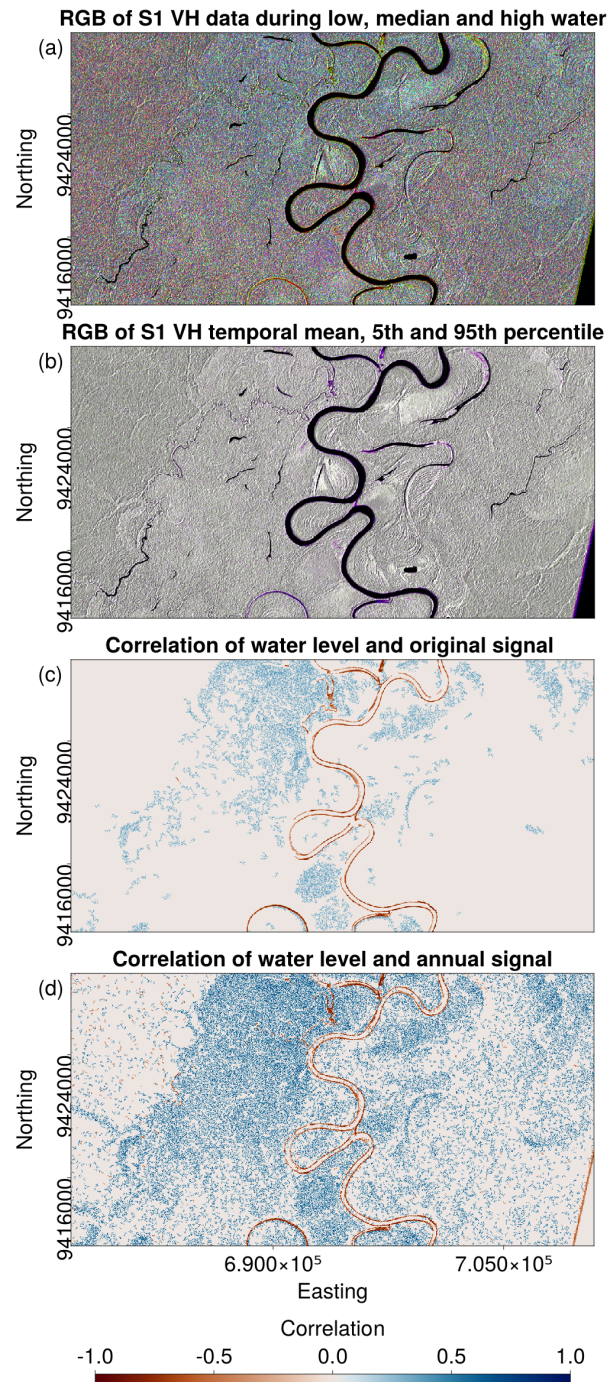 RGB of S1 VH data during low, median and high water
(a)
Northing
9424000
9416000
RGB of S1 VH temporal mean, 5th and 95th percentile
(b)
Northing
9424000
9416000
Correlation of water level and original signal
(c)
Northing
9424000
9416000
Correlation of water level and annual signal
(d)
Northing
9424000
9416000
6.900×10⁵ 7.050×10⁵
Easting
Correlation
-1.0 -0.5 0.0 0.5 1.0